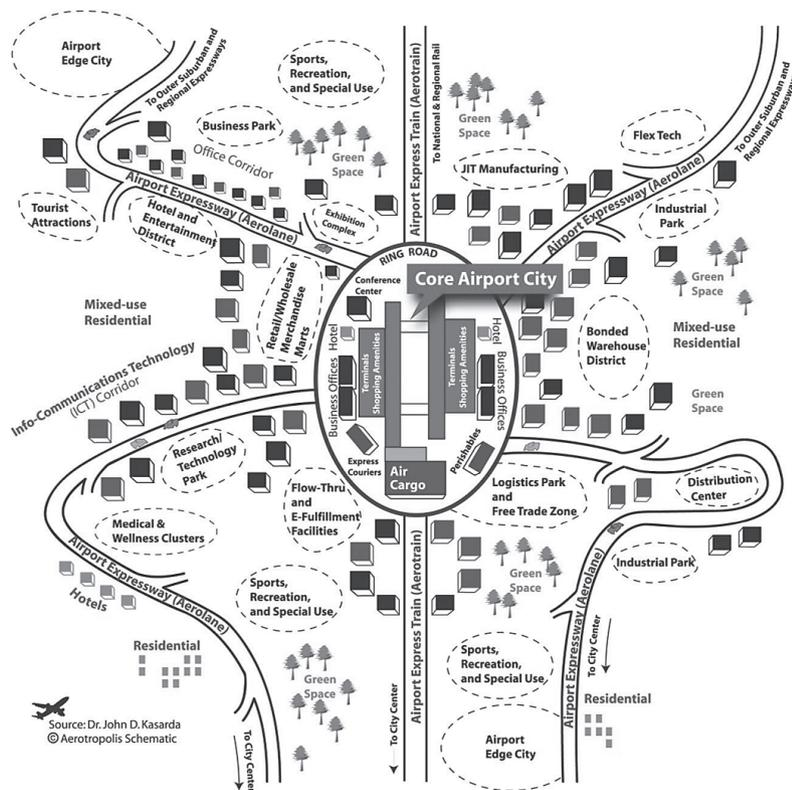 Airport
Edge City
To Outer Suburban and
Regional Expressways
Sports,
Recreation,
and Special Use
Business Park
Office Corridor
Green
Space
Airport Express Train (Aerotrain)
To National & Regional Rail
Green
Space
JIT Manufacturing
Flex Tech
To Outer Suburban and
Regional Expressways
Airport Expressway (Aerolane)
Tourist
Attractions
Hotel and
Entertainment
District
Airport Expressway (Aerolane)
Exhibition
Complex
Industrial
Park
Green
Space
RING ROAD
Conference
Center
Core Airport City
Mixed-use
Residential
Retail/Wholesale
Merchandise
Marts
Hotel
Terminals
Shopping Amenities
Terminals
Shopping Amenities
Hotel
Business Offices
Business Offices
Bonded
Warehouse
District
Mixed-use
Residential
Green
Space
Info-Communications Technology
(ICT) Corridor
Express
Couriers
Air
Cargo
Perishables
Research/
Technology
Park
Flow-Thru
and
E-Fulfillment
Facilities
Logistics Park
and
Free Trade Zone
Distribution
Center
Medical &
Wellness Clusters
Airport Expressway (Aerolane)
Hotels
Sports,
Recreation,
and Special Use
Airport Express Train (Aerotrain)
Green
Space
Industrial Park
Airport Expressway (Aerolane)
To City Center
Residential
Green
Space
Sports,
Recreation,
and Special Use
Residential
To City Center
To City Center
Airport
Edge City
Source: Dr. John D. Kasarda
© Aerotropolis Schematic